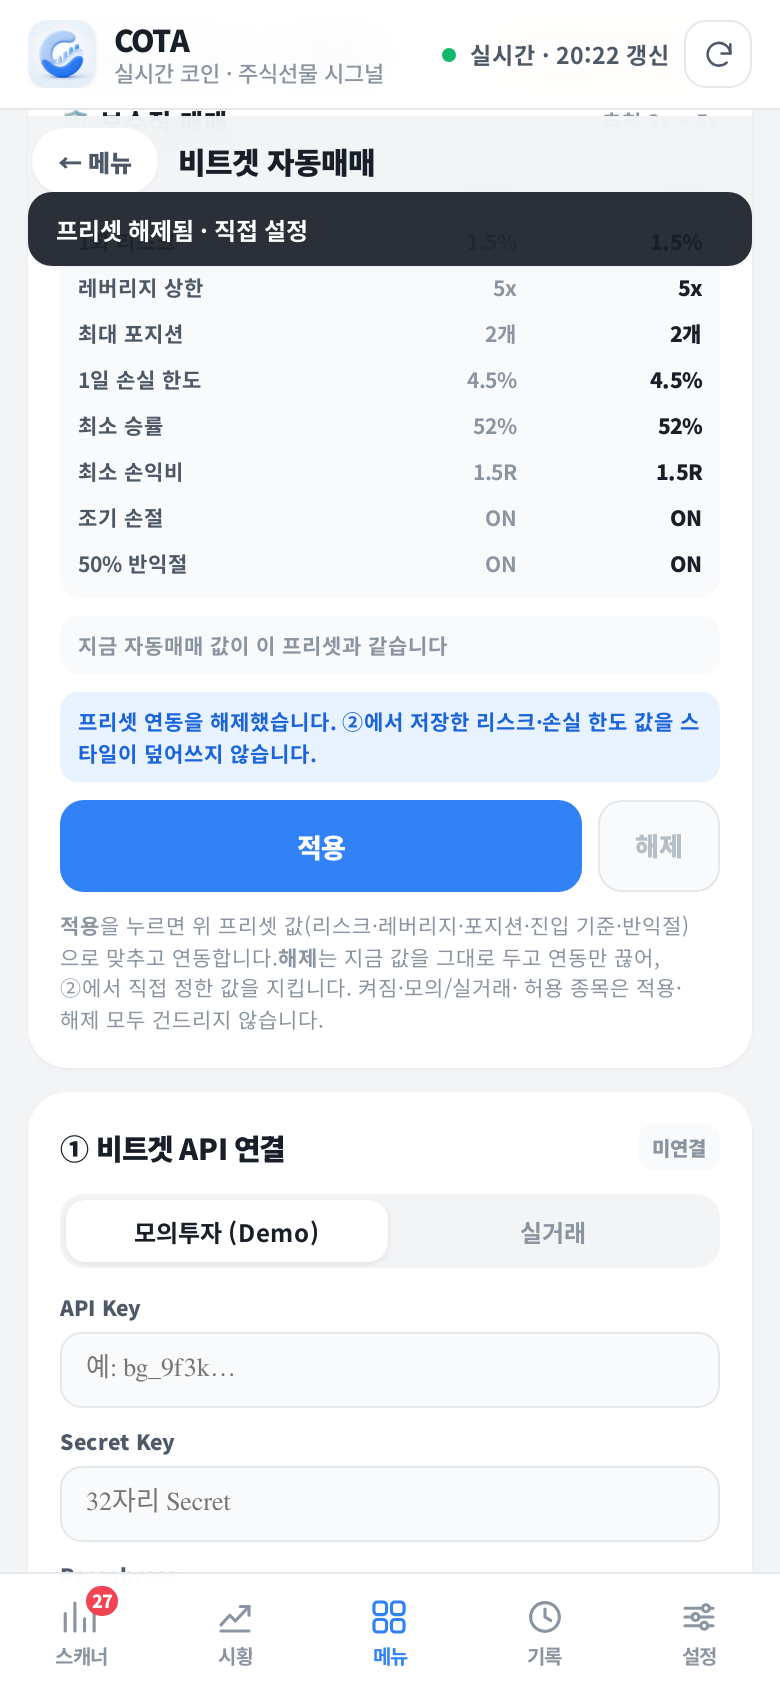 COTA
실시간 코인 · 주식선물 시그널
실시간 · 20:22 갱신
← 메뉴
비트겟 자동매매
프리셋 해제됨 · 직접 설정
1.5% 1.5%
레버리지 상한 5x 5x
최대 포지션 2개 2개
1일 손실 한도 4.5% 4.5%
최소 승률 52% 52%
최소 손익비 1.5R 1.5R
조기 손절 ON ON
50% 반익절 ON ON
지금 자동매매 값이 이 프리셋과 같습니다
프리셋 연동을 해제했습니다. ②에서 저장한 리스크·손실 한도 값을 스
타일이 덮어쓰지 않습니다.
적용
해제
적용을 누르면 위 프리셋 값(리스크·레버리지·포지션·진입 기준·반익절)
으로 맞추고 연동합니다.해제는 지금 값을 그대로 두고 연동만 끊어,
②에서 직접 정한 값을 지킵니다. 켜짐·모의/실거래· 허용 종목은 적용·
해제 모두 건드리지 않습니다.
① 비트겟 API 연결
미연결
모의투자 (Demo)
실거래
API Key
예: bg_9f3k…
Secret Key
32자리 Secret
27
스캐너
시황
메뉴
기록
설정